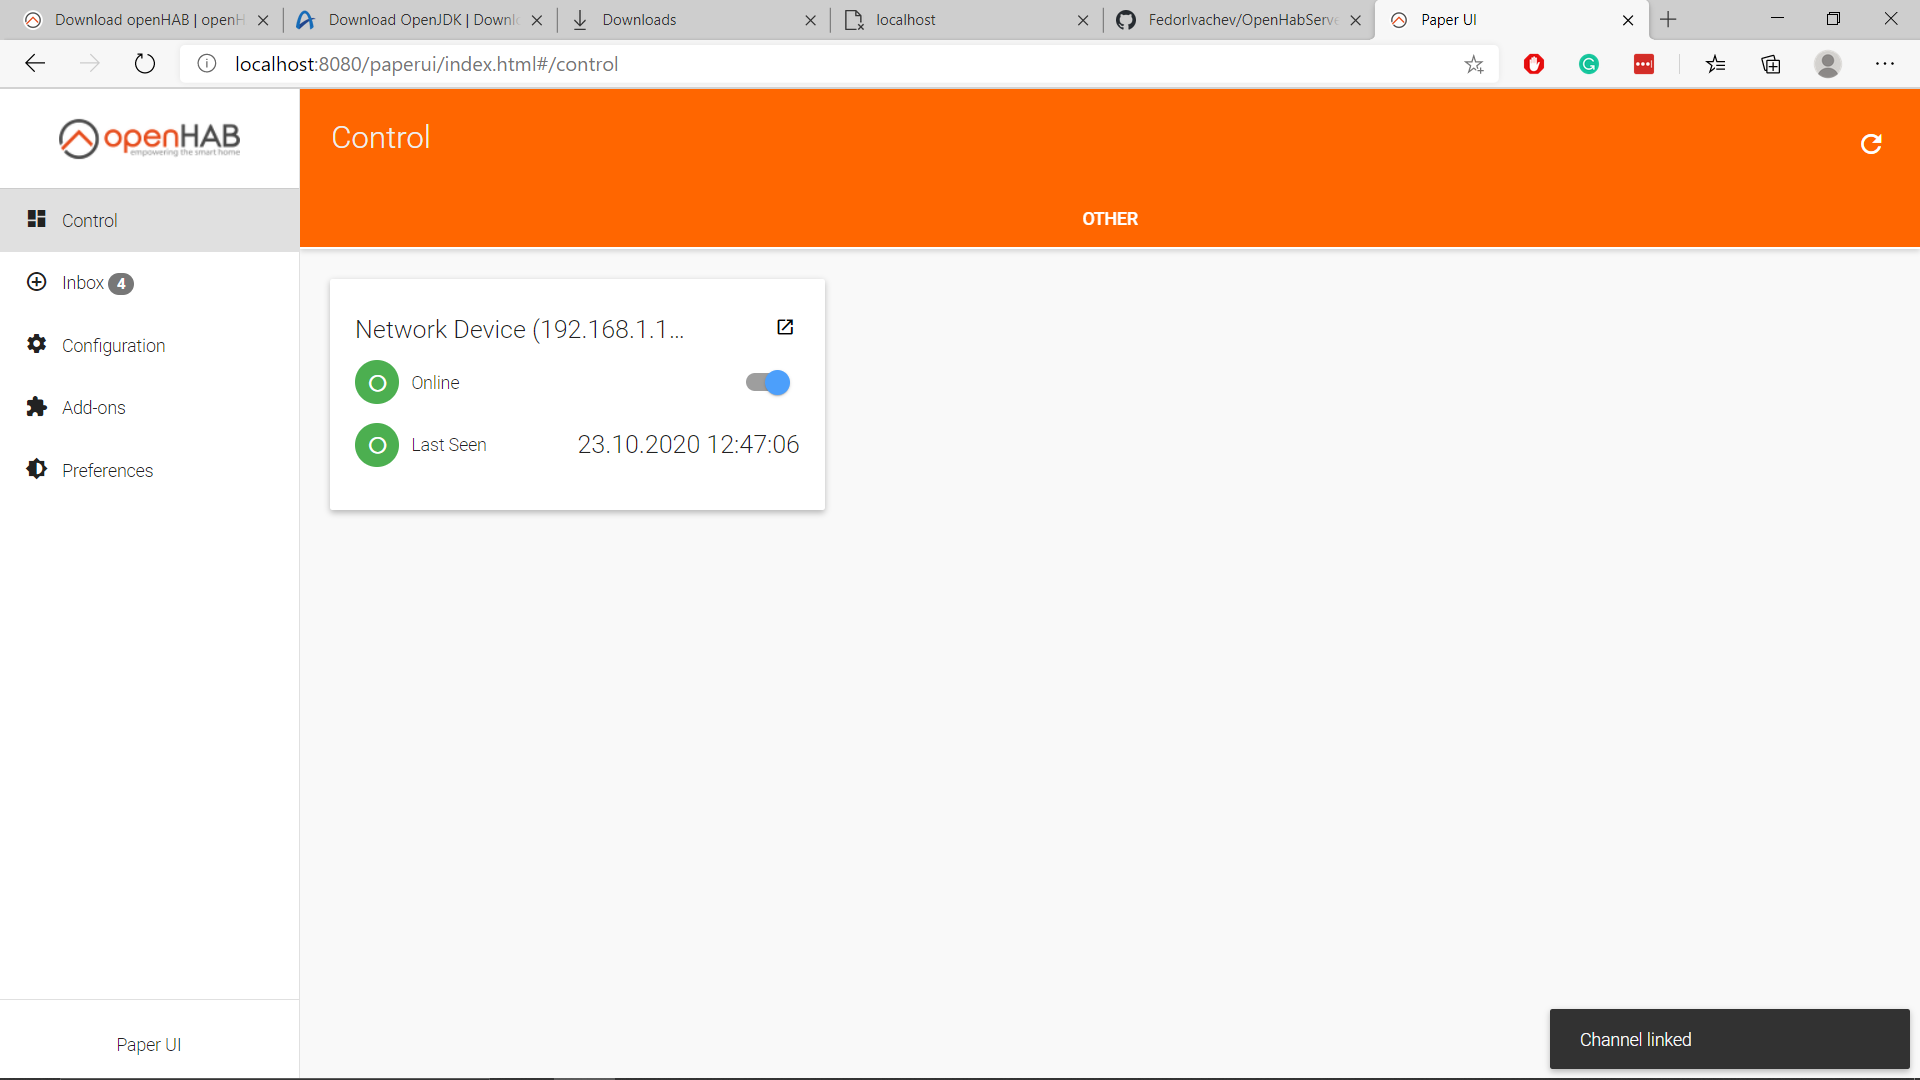 Download openHAB | openH
Download OpenJDK | Downl
Downloads
localhost
FedorIvachev/OpenHabServe
Paper UI
localhost:8080/paperui/index.html#/control
openHAB
empowering the smart home
Control
OTHER
Control
Inbox 4
Configuration
Add-ons
Preferences
Network Device (192.168.1.1...
O Online
O Last Seen 23.10.2020 12:47:06
Paper UI
Channel linked